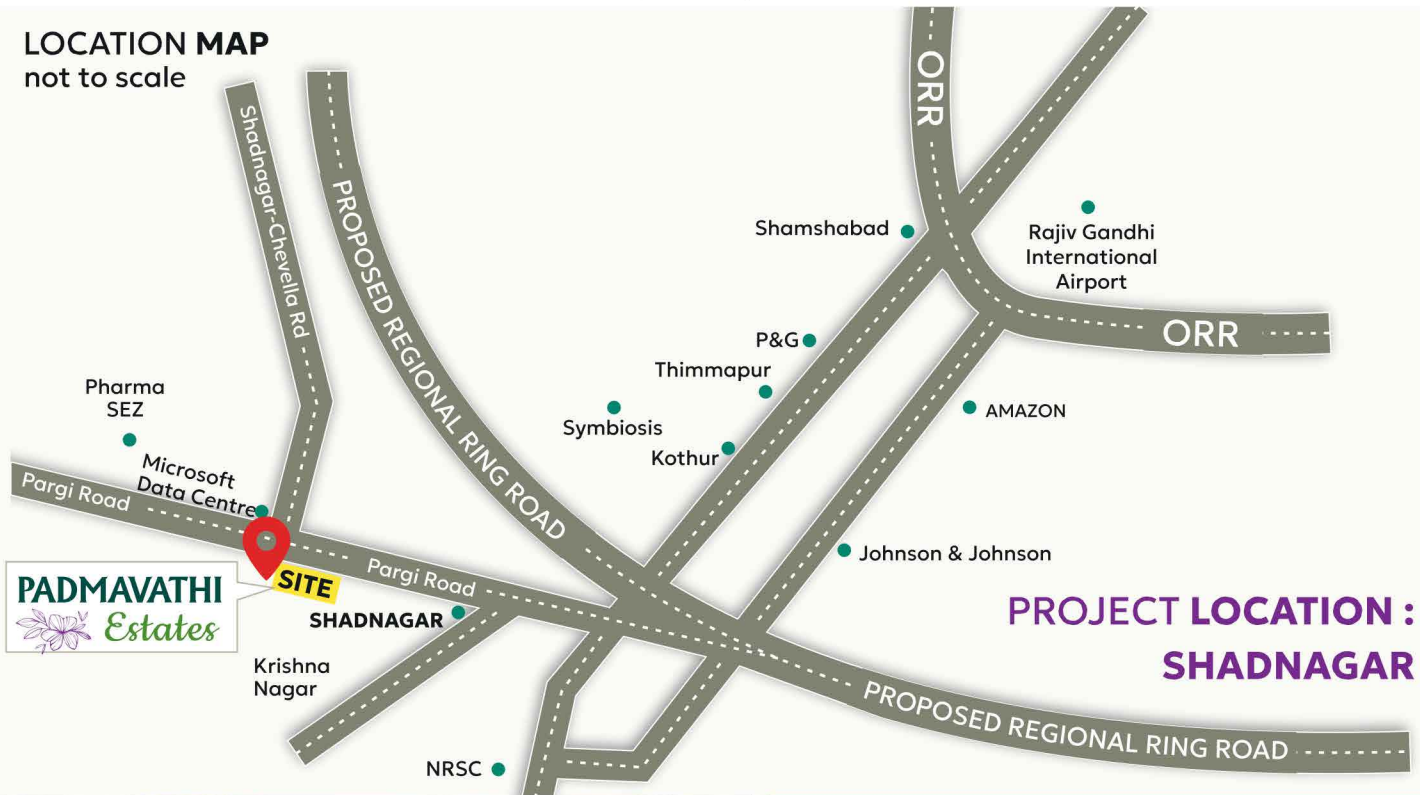 LOCATION MAP
not to scale
ORR
Shadnagar-Chevella Rd
PROPOSED REGIONAL RING ROAD
Shamshabad
Rajiv Gandhi
International
Airport
ORR
P&G
Thimmapur
Pharma
SEZ
Symbiosis
AMAZON
Kothur
Microsoft
Data Centre
Pargi Road
Pargi Road
Johnson & Johnson
SITE
PADMAVATHI
Estates
SHADNAGAR
PROJECT LOCATION :
SHADNAGAR
Krishna
Nagar
PROPOSED REGIONAL RING ROAD
NRSC